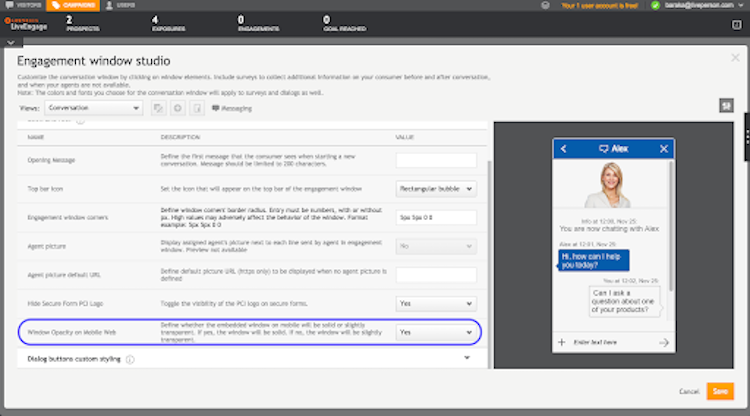 VISITORS CAMPAIGNS USERS Your 1 user account is free! baraka@liveperson.com
LiveEngage
2 PROSPECTS 4 EXPOSURES 0 ENGAGEMENTS 0 GOAL REACHED
Engagement window studio
Customize the conversation window by clicking on window elements. Include surveys to collect additional information on your consumer before and after conversation,
and when your agents are not available.
Note: The colors and fonts you choose for the conversation window will apply to surveys and dialogs as well.
Views: Conversation Messaging
NAME DESCRIPTION VALUE
Opening Message
Define the first message that the consumer sees when starting a new
conversation. Message should be limited to 200 characters.
Top bar icon
Set the icon that will appear on the top bar of the engagement window
Rectangular bubble
Engagement window corners
Define window corners' border radius. Entry must be numbers, with or without
px. High values may adversely affect the behavior of the window. Format
example: 5px 5px 0 0
5px 5px 0 0
Agent picture
Display assigned agent's picture next to each line sent by agent in engagement
window. Preview not available
No
Agent picture default URL
Define default picture URL (https only) to be displayed when no agent picture is
defined
Hide Secure Form PCI Logo
Toggle the visibility of the PCI logo on secure forms.
Yes
Window Opacity on Mobile Web
Define whether the embedded window on mobile will be solid or slightly
transparent. If yes, the window will be solid. If no, the window will be slightly
transparent.
Yes
Dialog buttons custom styling
Alex
Info at 12:00, Nov 25:
You are now chatting with Alex
Alex at 12:01, Nov 25:
Hi, how can I help
you today?
You at 12:02, Nov 25:
Can I ask a
question about one
of your products?
+ Enter text here
Cancel Save